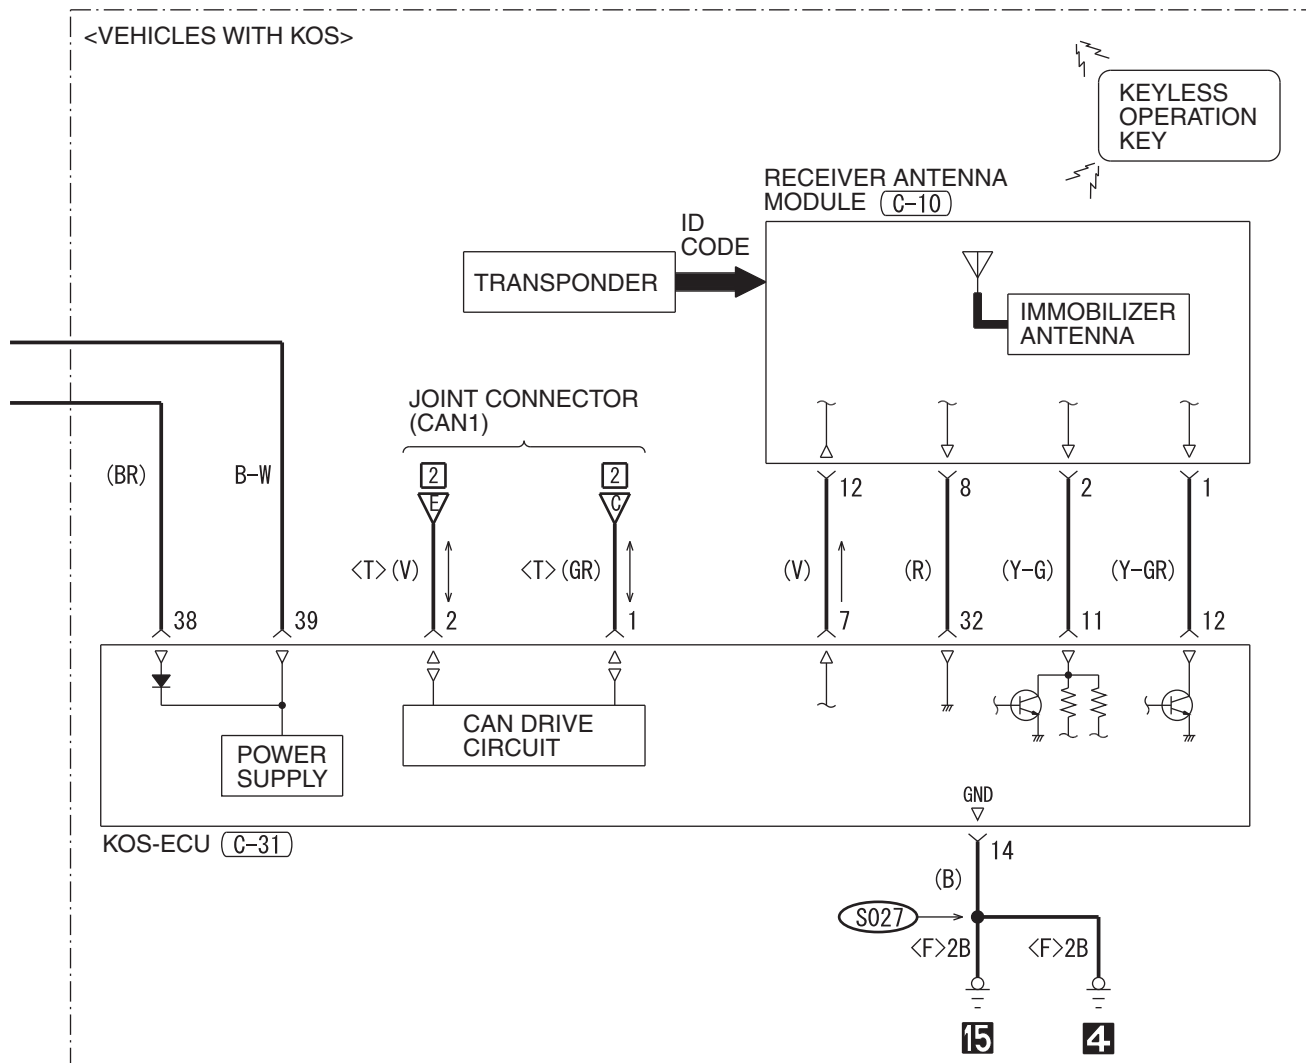 <VEHICLES WITH KOS>
KEYLESS
OPERATION
KEY
RECEIVER ANTENNA
MODULE C-10
ID
CODE
TRANSPONDER
IMMOBILIZER
ANTENNA
JOINT CONNECTOR
(CAN1)
2
2
E
C
12
8
2
1
(BR)
B-W
<T>(V)
<T>(GR)
(V)
(R)
(Y-G)
(Y-GR)
38
39
2
1
7
32
11
12
POWER
SUPPLY
CAN DRIVE
CIRCUIT
GND
KOS-ECU C-31
14
(B)
S027
<F>2B
<F>2B
15
4